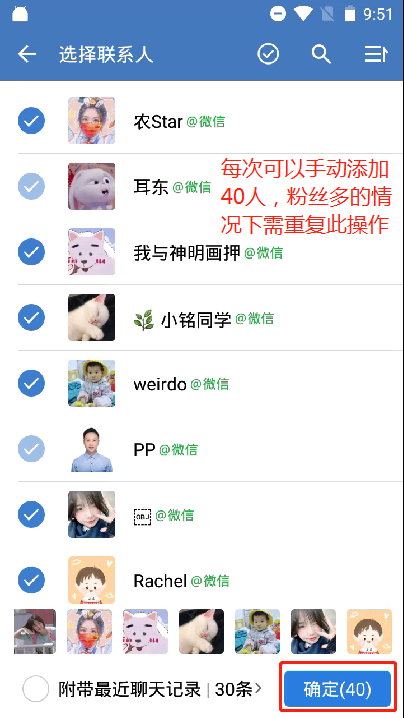 9:51
选择联系人
农Star @微信
每次可以手动添加
40人，粉丝多的情
况下需重复此操作
耳东 @微信
我与神明画押 @微信
小铭同学 @微信
weirdo @微信
PP @微信
OBJ @微信
Rachel @微信
附带最近聊天记录 | 30条
确定(40)